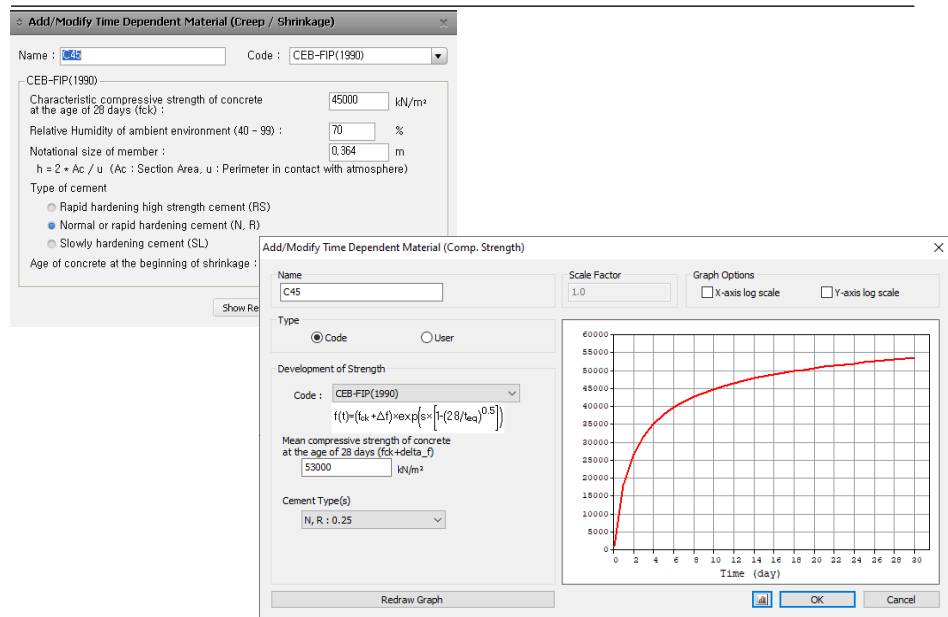 Add/Modify Time Dependent Material (Creep / Shrinkage)
Name : C45
Code : CEB-FIP(1990)
CEB-FIP(1990)
Characteristic compressive strength of concrete
at the age of 28 days (fck) :
45000 kN/m²
Relative Humidity of ambient environment (40 - 99) :
70 %
Notational size of member :
0,364 m
h = 2 * Ac / u (Ac : Section Area, u : Perimeter in contact with atmosphere)
Type of cement
Rapid hardening high strength cement (RS)
Normal or rapid hardening cement (N, R)
Slowly hardening cement (SL)
Age of concrete at the beginning of shrinkage :
Show Re
Add/Modify Time Dependent Material (Comp. Strength)
Name
C45
Scale Factor
1.0
Graph Options
X-axis log scale
Y-axis log scale
Type
Code
User
Development of Strength
Code : CEB-FIP(1990)
f(t)=(fck+Δf)×exp(s×[1-(28/teq)^0.5])
Mean compressive strength of concrete
at the age of 28 days (fck+delta_f)
53000 kN/m²
Cement Type(s)
N, R : 0.25
Redraw Graph
60000
55000
50000
45000
40000
35000
30000
25000
20000
15000
10000
5000
0
0 2 4 6 8 10 12 14 16 18 20 22 24 26 28 30
Time (day)
OK
Cancel